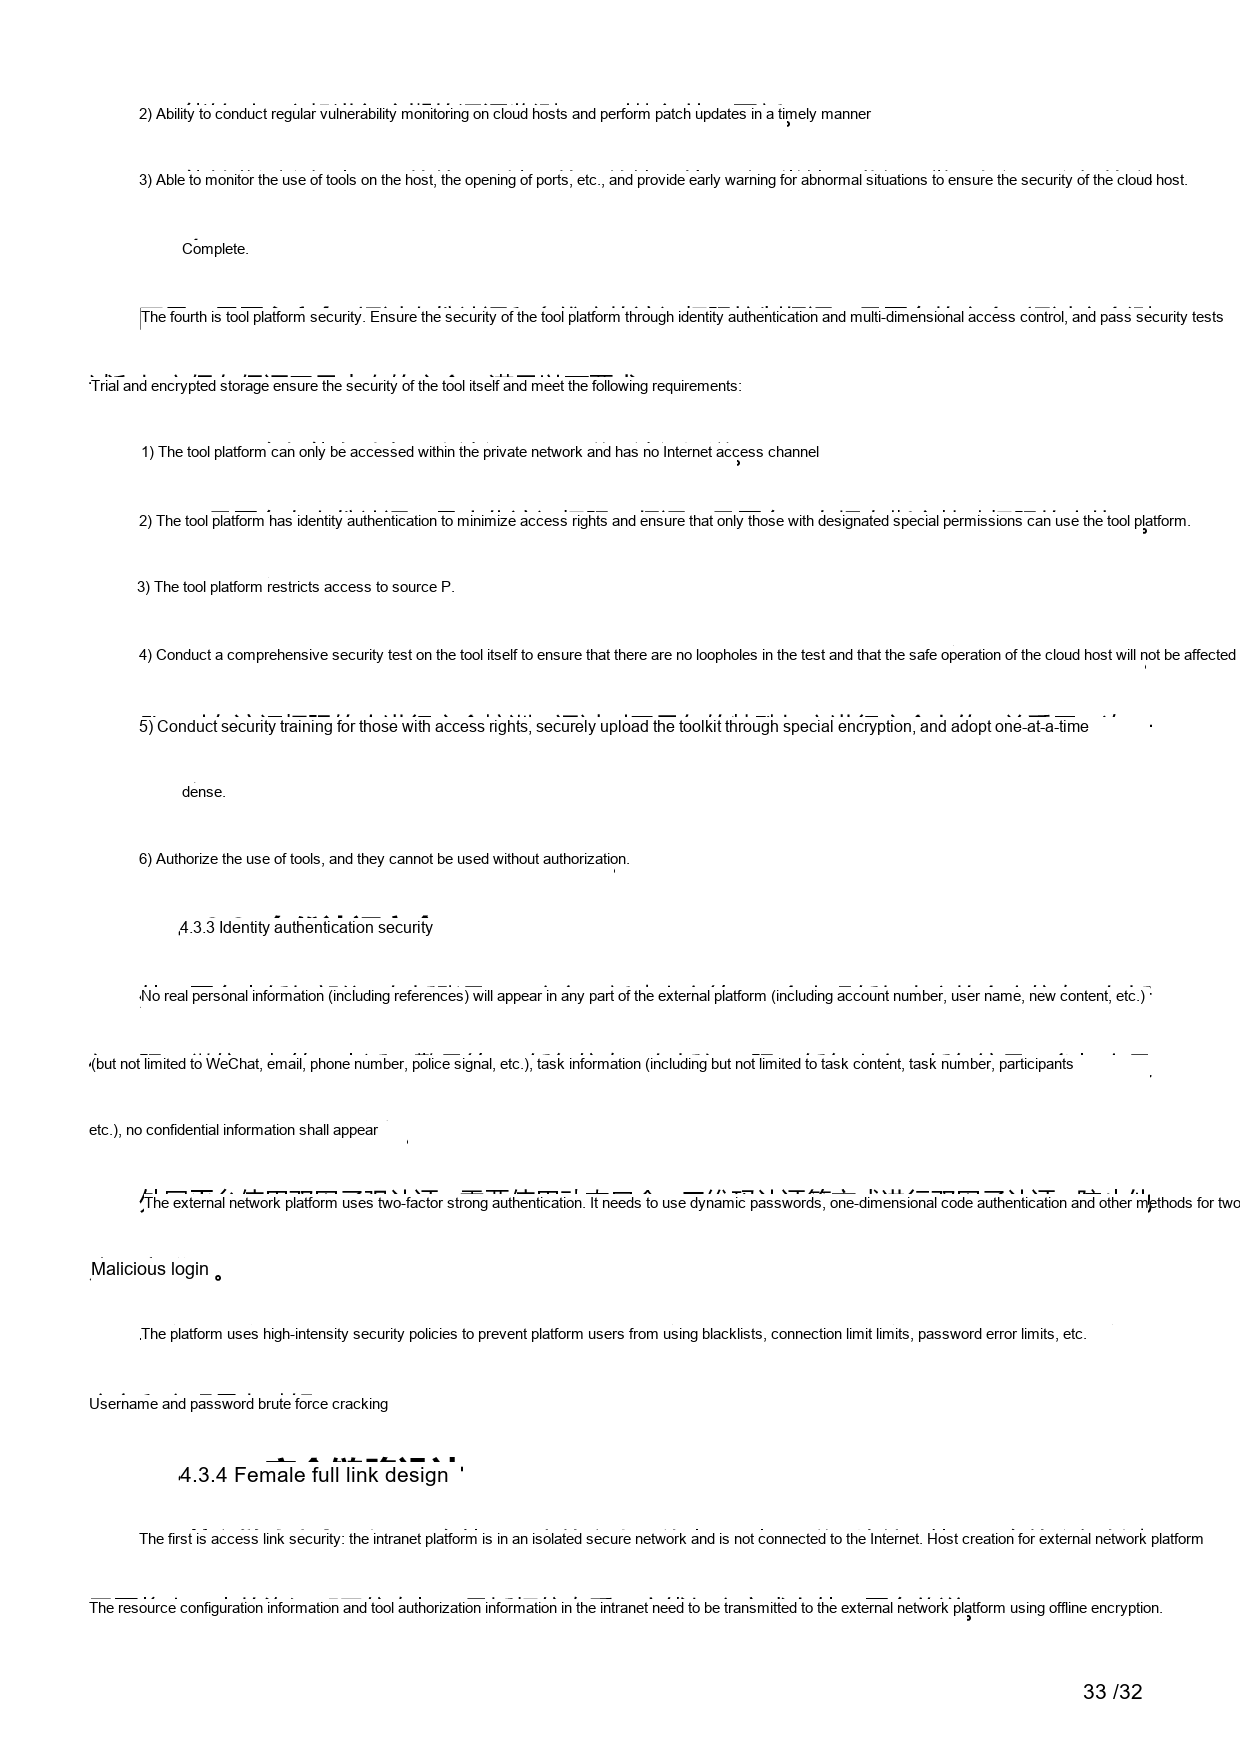 2) Ability to conduct regular vulnerability monitoring on cloud hosts and perform patch updates in a timely manner
3) Able to monitor the use of tools on the host, the opening of ports, etc., and provide early warning for abnormal situations to ensure the security of the cloud host.
Complete.
The fourth is tool platform security. Ensure the security of the tool platform through identity authentication and multi-dimensional access control, and pass security tests
Trial and encrypted storage ensure the security of the tool itself and meet the following requirements:
1) The tool platform can only be accessed within the private network and has no Internet access channel
2) The tool platform has identity authentication to minimize access rights and ensure that only those with designated special permissions can use the tool platform.
3) The tool platform restricts access to source P.
4) Conduct a comprehensive security test on the tool itself to ensure that there are no loopholes in the test and that the safe operation of the cloud host will not be affected
5) Conduct security training for those with access rights, securely upload the toolkit through special encryption, and adopt one-at-a-time
dense.
6) Authorize the use of tools, and they cannot be used without authorization.
4.3.3 Identity authentication security
No real personal information (including references) will appear in any part of the external platform (including account number, user name, new content, etc.)
(but not limited to WeChat, email, phone number, police signal, etc.), task information (including but not limited to task content, task number, participants
etc.), no confidential information shall appear
The external network platform uses two-factor strong authentication. It needs to use dynamic passwords, one-dimensional code authentication and other methods for two
Malicious login 。
The platform uses high-intensity security policies to prevent platform users from using blacklists, connection limit limits, password error limits, etc.
Username and password brute force cracking
4.3.4 Female full link design
The first is access link security: the intranet platform is in an isolated secure network and is not connected to the Internet. Host creation for external network platform
The resource configuration information and tool authorization information in the intranet need to be transmitted to the external network platform using offline encryption.
33 /32